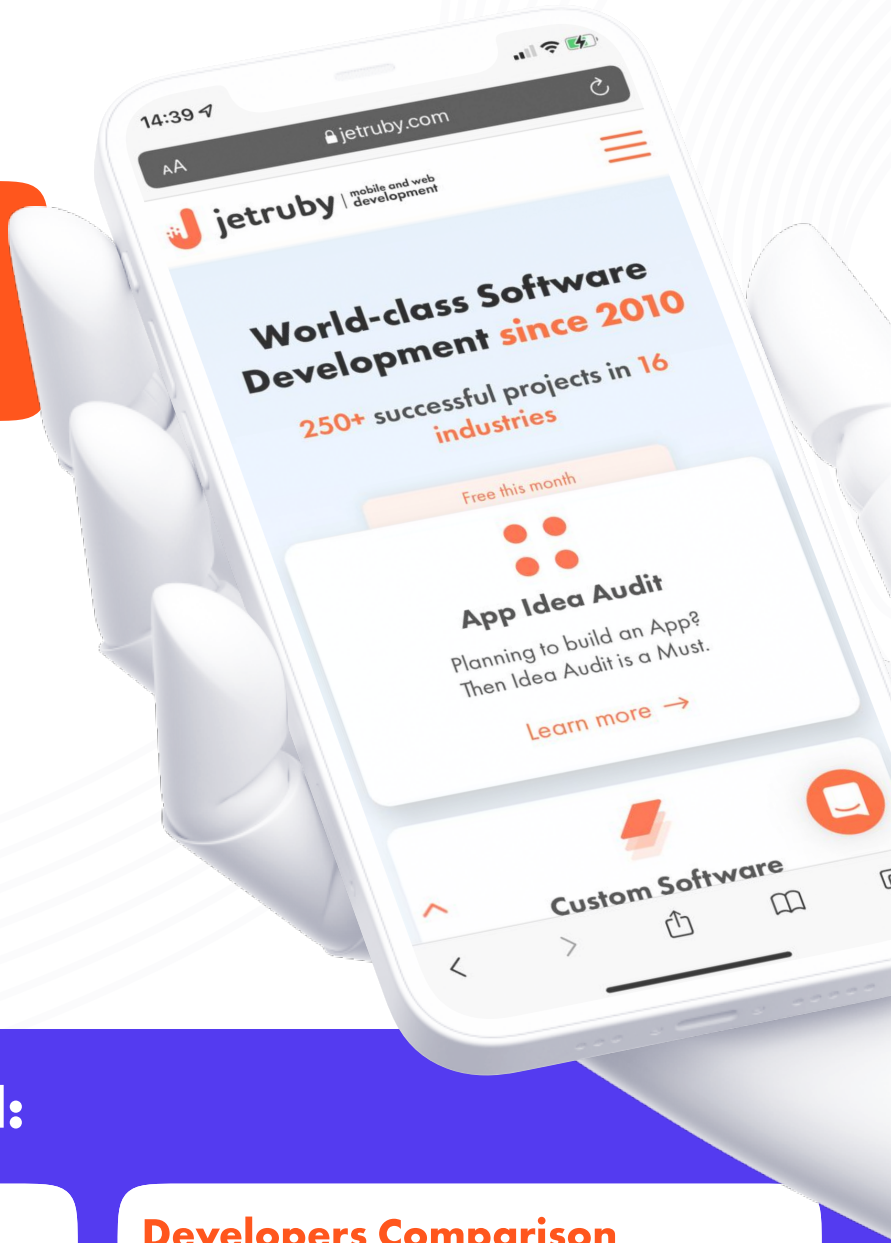 14:39
AA
jetruby.com
jetruby
mobile and web
development
World-class Software
Development since 2010
250+ successful projects in 16
industries
Free this month
App Idea Audit
Planning to build an App?
Then Idea Audit is a Must.
Learn more →
Custom Software
Developers Comparison